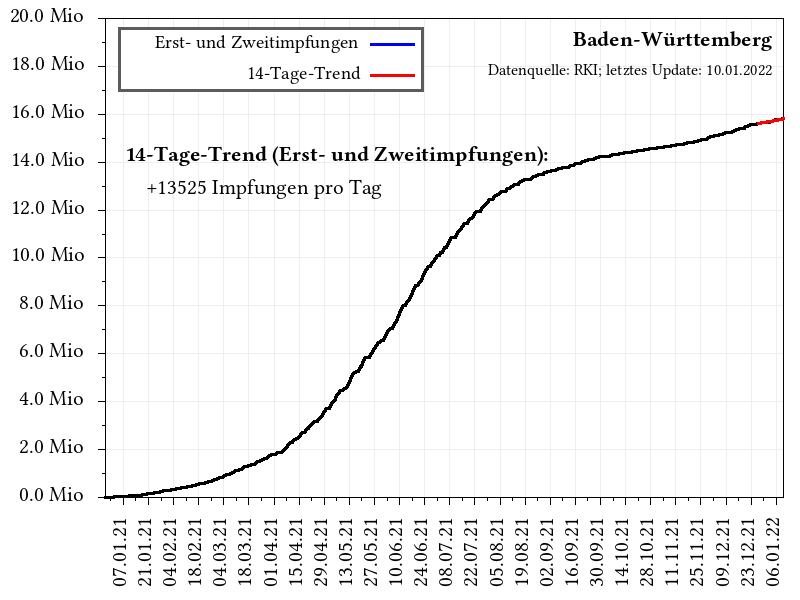 20.0 Mio
18.0 Mio
16.0 Mio
14.0 Mio
12.0 Mio
10.0 Mio
8.0 Mio
6.0 Mio
4.0 Mio
2.0 Mio
0.0 Mio
Erst- und Zweitimpfungen
14-Tage-Trend
Baden-Württemberg
Datenquelle: RKI; letztes Update: 10.01.2022
14-Tage-Trend (Erst- und Zweitimpfungen):
+13525 Impfungen pro Tag
07.01.21
21.01.21
04.02.21
18.02.21
04.03.21
18.03.21
01.04.21
15.04.21
29.04.21
13.05.21
27.05.21
10.06.21
24.06.21
08.07.21
22.07.21
05.08.21
19.08.21
02.09.21
16.09.21
30.09.21
14.10.21
28.10.21
11.11.21
25.11.21
09.12.21
23.12.21
06.01.22